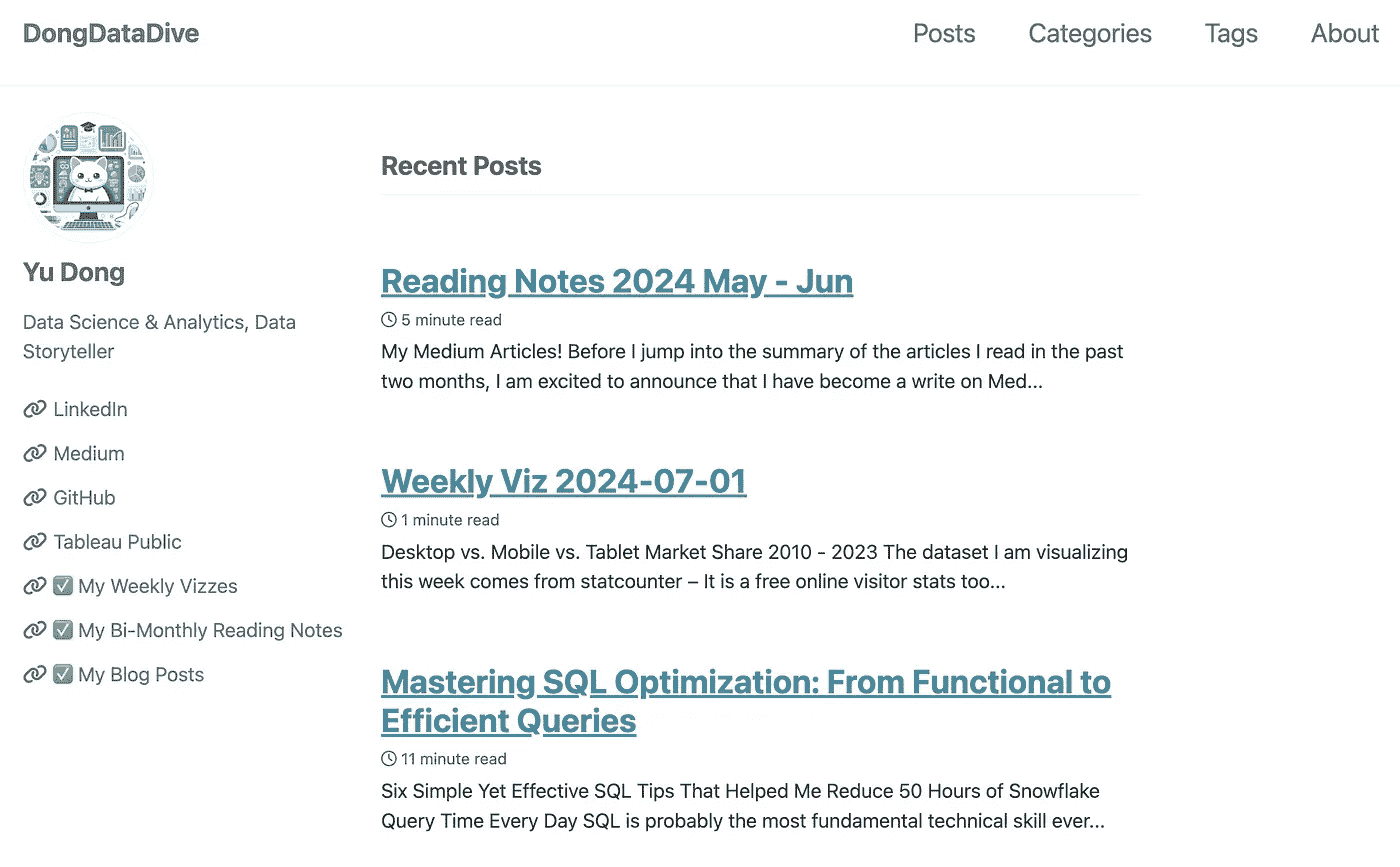 DongDataDive
Posts
Categories
Tags
About
Yu Dong
Data Science & Analytics, Data
Storyteller
LinkedIn
Medium
GitHub
Tableau Public
My Weekly Vizzes
My Bi-Monthly Reading Notes
My Blog Posts
Recent Posts
Reading Notes 2024 May - Jun
5 minute read
My Medium Articles! Before I jump into the summary of the articles I read in the past
two months, I am excited to announce that I have become a write on Med...
Weekly Viz 2024-07-01
1 minute read
Desktop vs. Mobile vs. Tablet Market Share 2010 - 2023 The dataset I am visualizing
this week comes from statcounter – It is a free online visitor stats too...
Mastering SQL Optimization: From Functional to
Efficient Queries
11 minute read
Six Simple Yet Effective SQL Tips That Helped Me Reduce 50 Hours of Snowflake
Query Time Every Day SQL is probably the most fundamental technical skill ever...